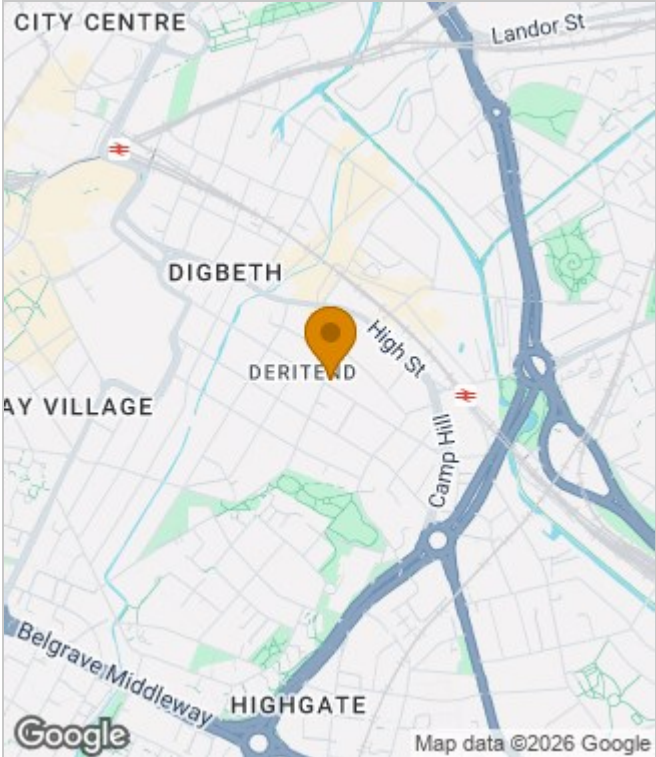 CITY CENTRE
Landor St
DIGBETH
High St
DERITEND
AY VILLAGE
Camp Hill
Belgrave Middleway
HIGHGATE
Google
Map data ©2026 Google